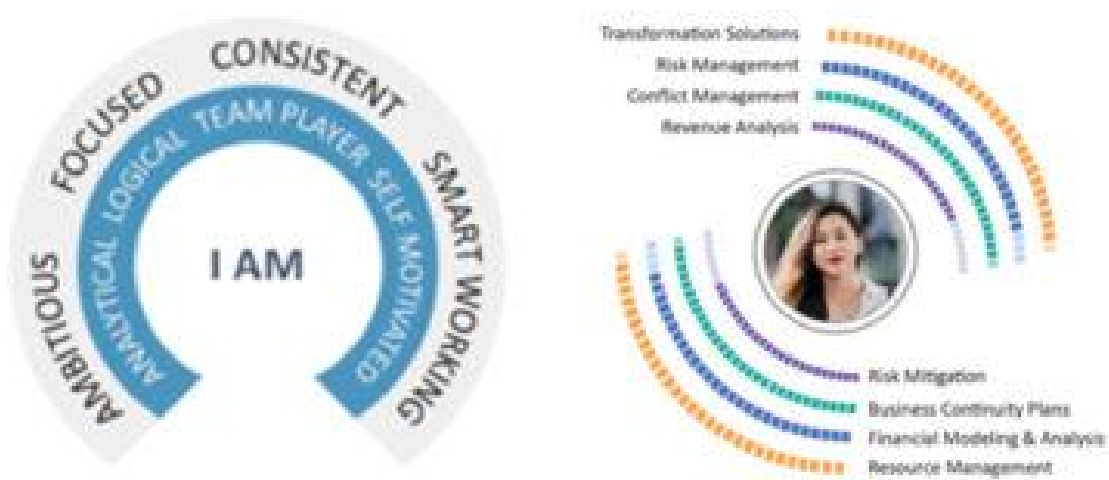 AMBITIOUS FOCUSED CONSISTENT SMART WORKING
ANALYTICAL LOGICAL TEAM PLAYER SELF MOTIVATED
I AM
Transformation Solutions
Risk Management
Conflict Management
Revenue Analysis
Risk Mitigation
Business Continuity Plans
Financial Modeling & Analysis
Resource Management